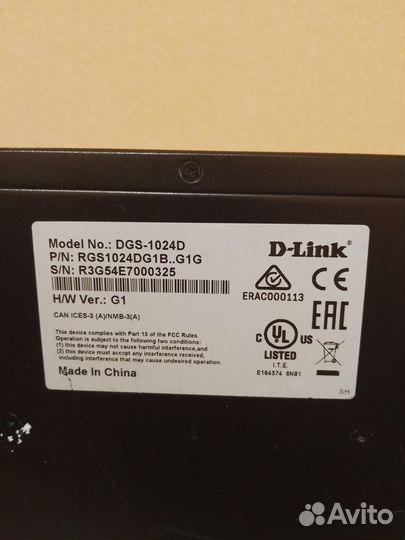 Model No.: DGS-1024D
P/N: RGS1024DG1B..G1G
S/N: R3G54E7000325
H/W Ver.: G1
CAN ICES-3 (A)/NMB-3(A)
This device complies with Part 15 of the FCC Rules.
Operation is subject to the following two conditions:
(1) this device may not cause harmful interference,and
(2) this device must accept any interference received,
including interference that may cause undesired operation.
Made In China
D-Link
ERAC000113
EAC
C UL US
LISTED
I.T.E.
E164374 6N81
SH
Avito